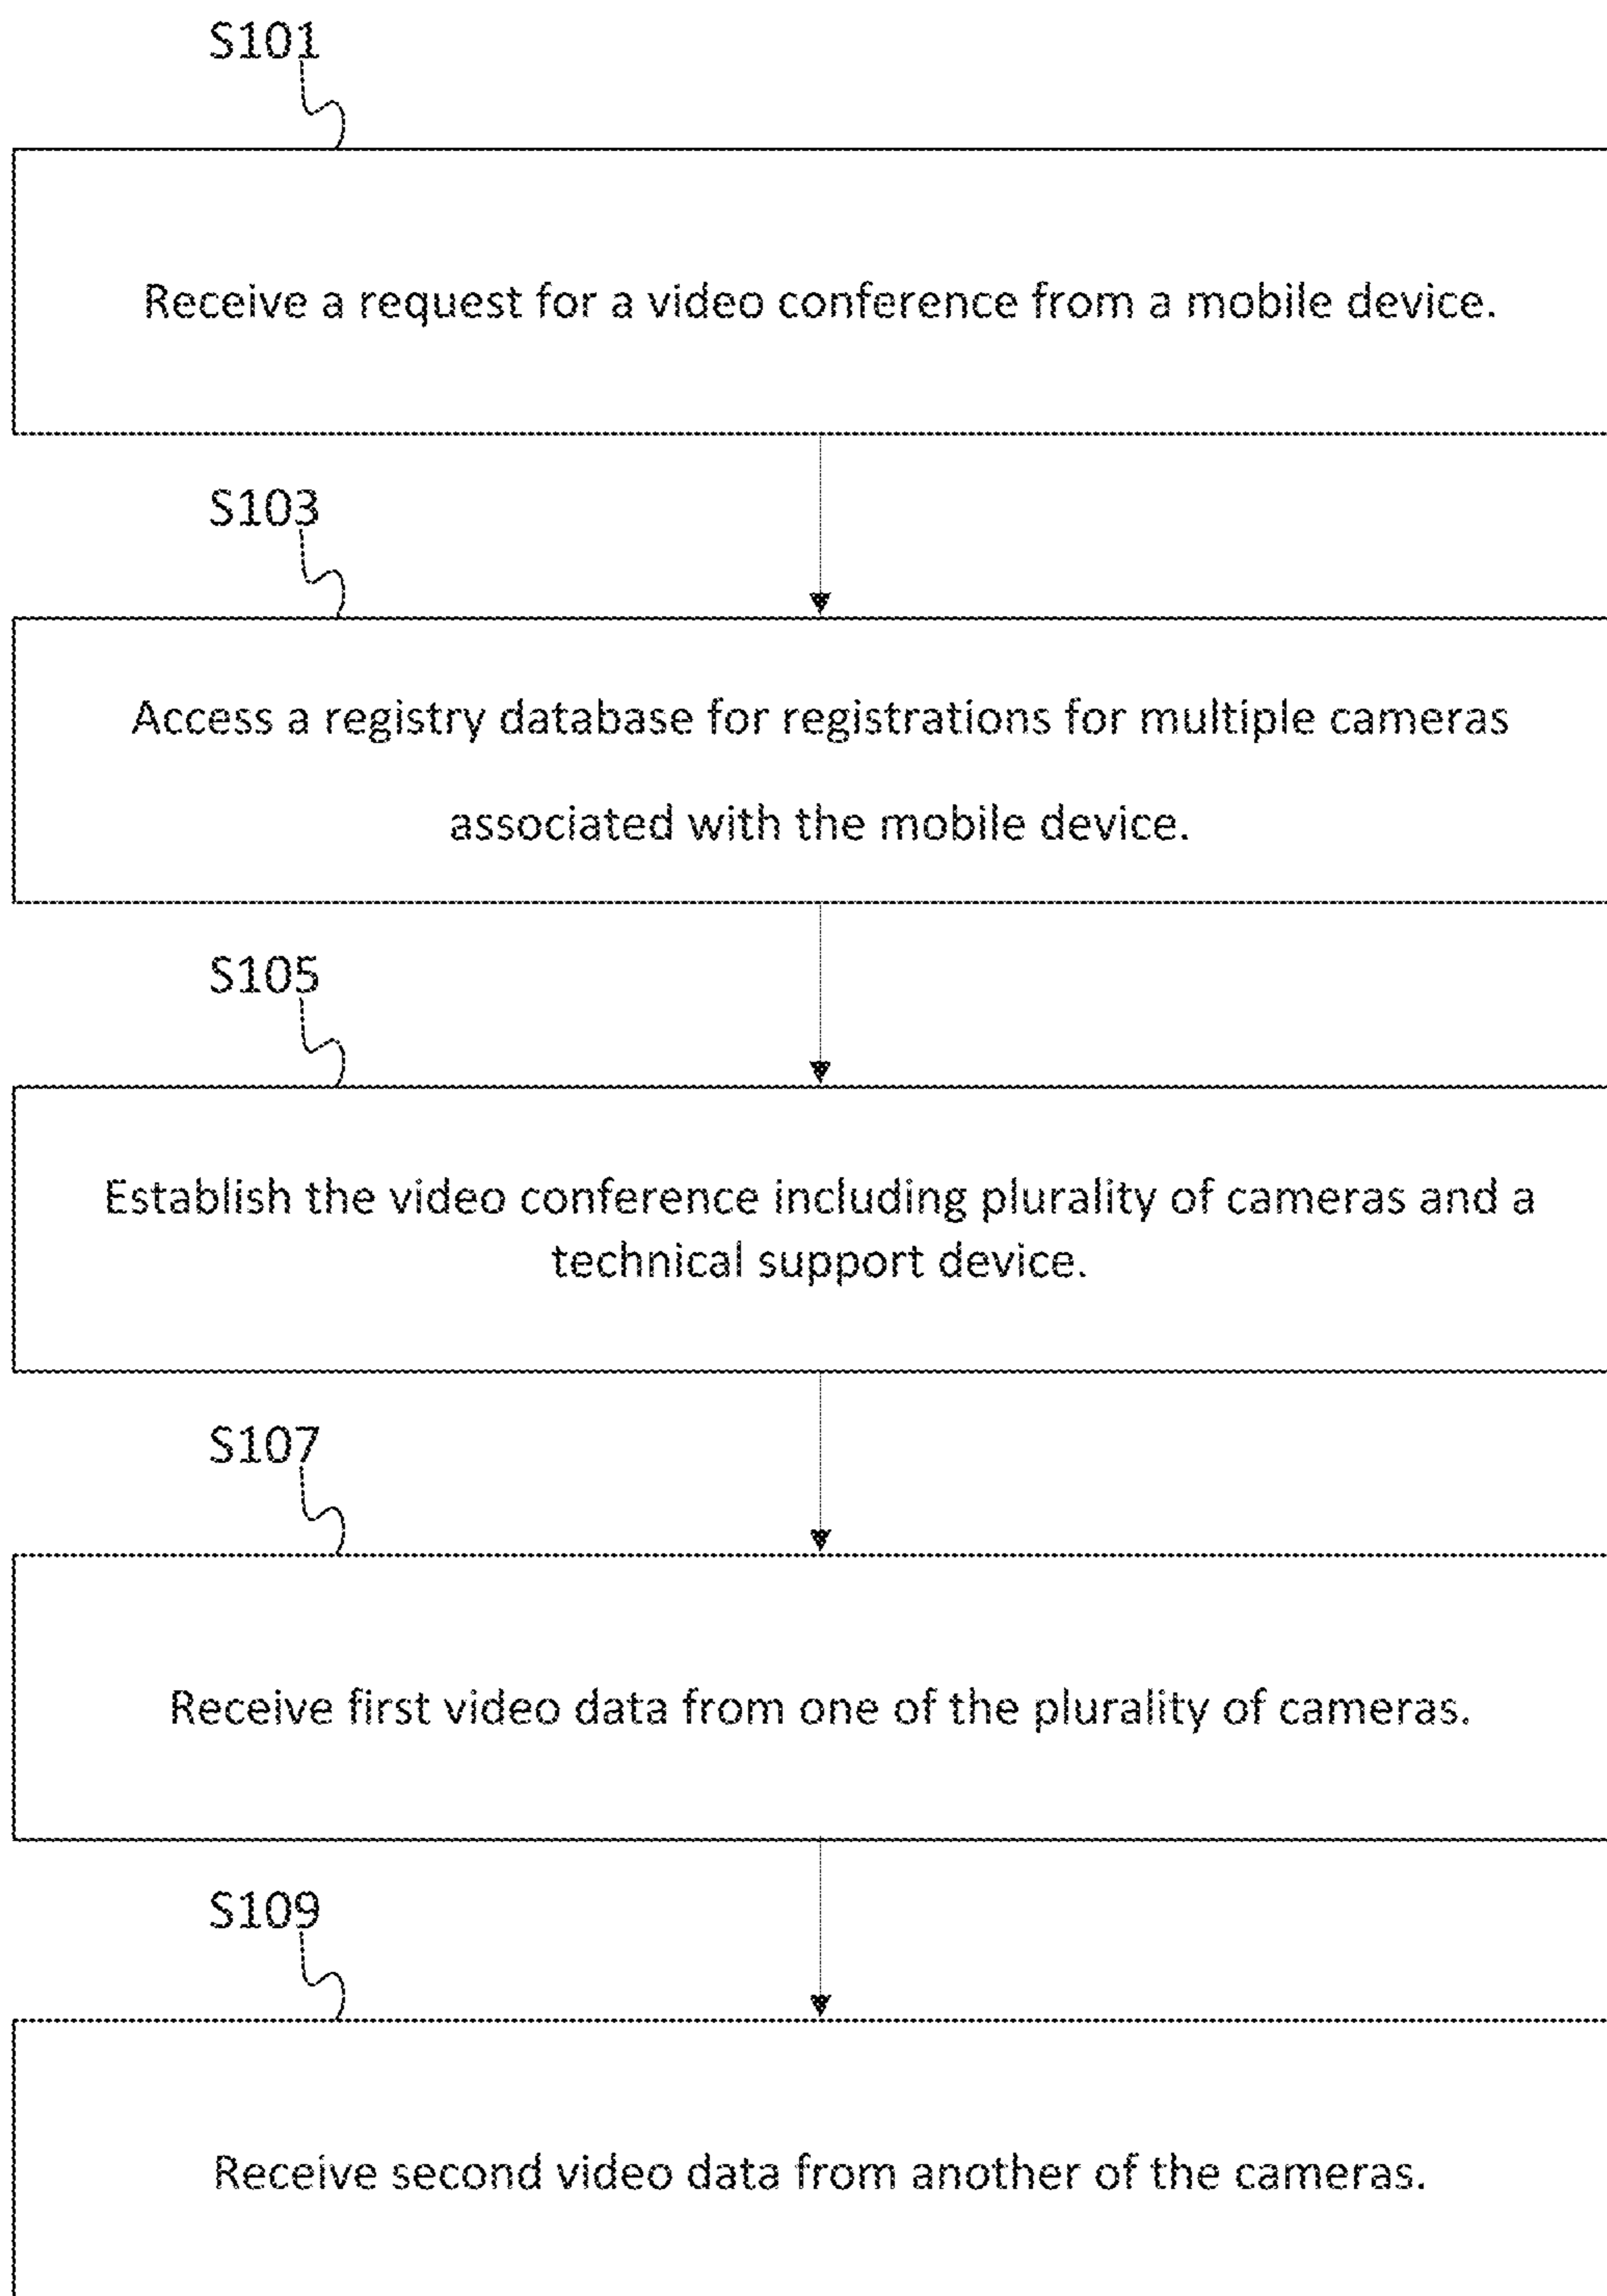 S101
Receive a request for a video conference from a mobile device.
S103
Access a registry database for registrations for multiple cameras
associated with the mobile device.
S105
Establish the video conference including plurality of cameras and a
technical support device.
S107
Receive first video data from one of the plurality of cameras.
S109
Receive second video data from another of the cameras.